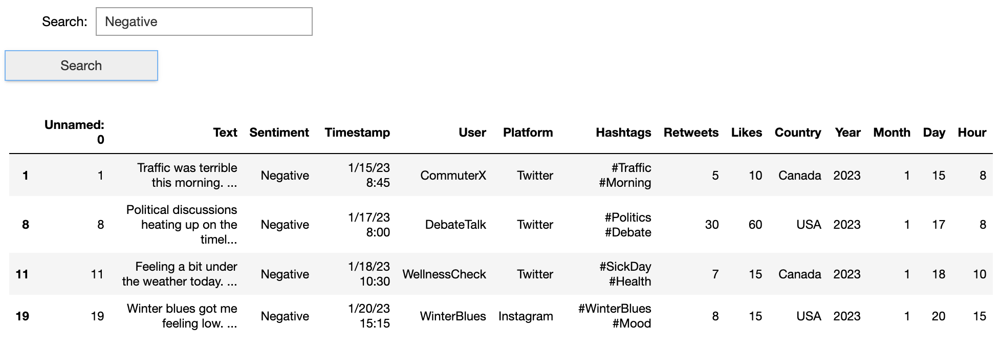 Search: Negative
Search
Unnamed: 0 Text Sentiment Timestamp User Platform Hashtags Retweets Likes Country Year Month Day Hour
1 1 Traffic was terrible this morning. ... Negative 1/15/23 8:45 CommuterX Twitter #Traffic #Morning 5 10 Canada 2023 1 15 8
8 8 Political discussions heating up on the timel... Negative 1/17/23 8:00 DebateTalk Twitter #Politics #Debate 30 60 USA 2023 1 17 8
11 11 Feeling a bit under the weather today. ... Negative 1/18/23 10:30 WellnessCheck Twitter #SickDay #Health 7 15 Canada 2023 1 18 10
19 19 Winter blues got me feeling low. ... Negative 1/20/23 15:15 WinterBlues Instagram #WinterBlues #Mood 8 15 USA 2023 1 20 15